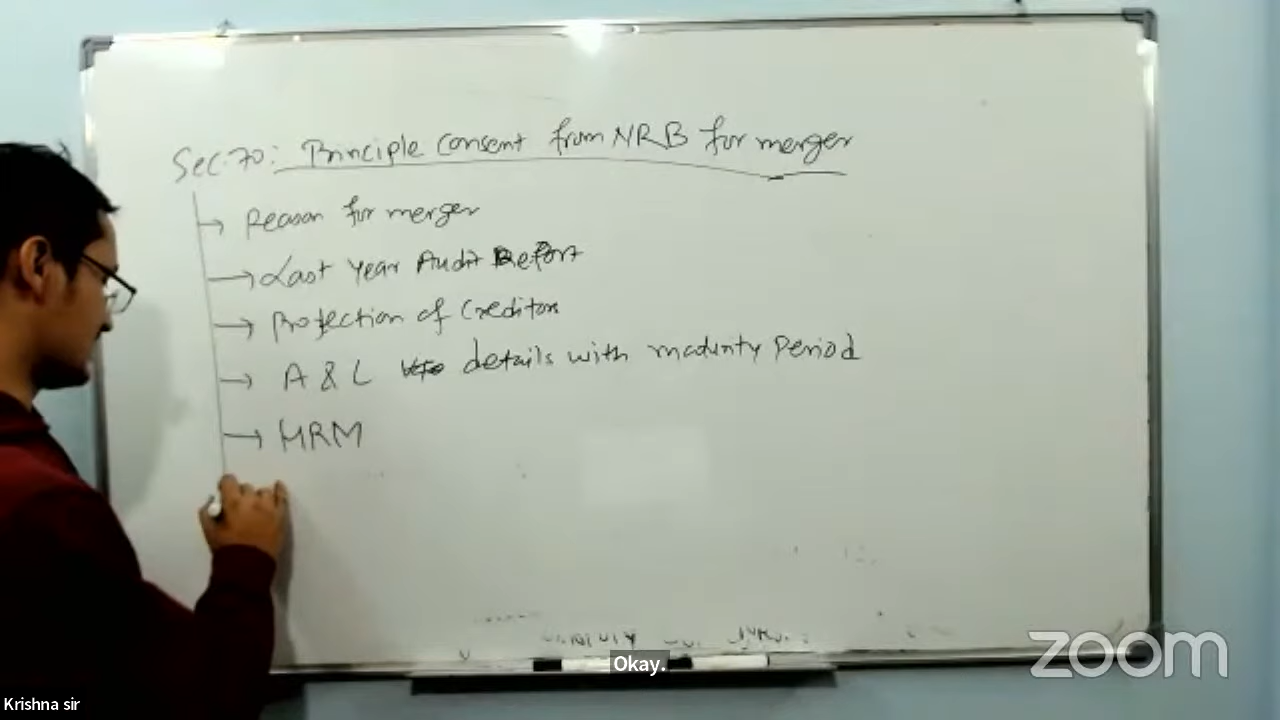 Sec. 70: Principle Consent from NRB for merger
→ Reason for merger
→ Last Year Audit Report
→ Protection of Creditors
→ A & L details with maturity Period
→ HRM
Okay.
zoom
Krishna sir